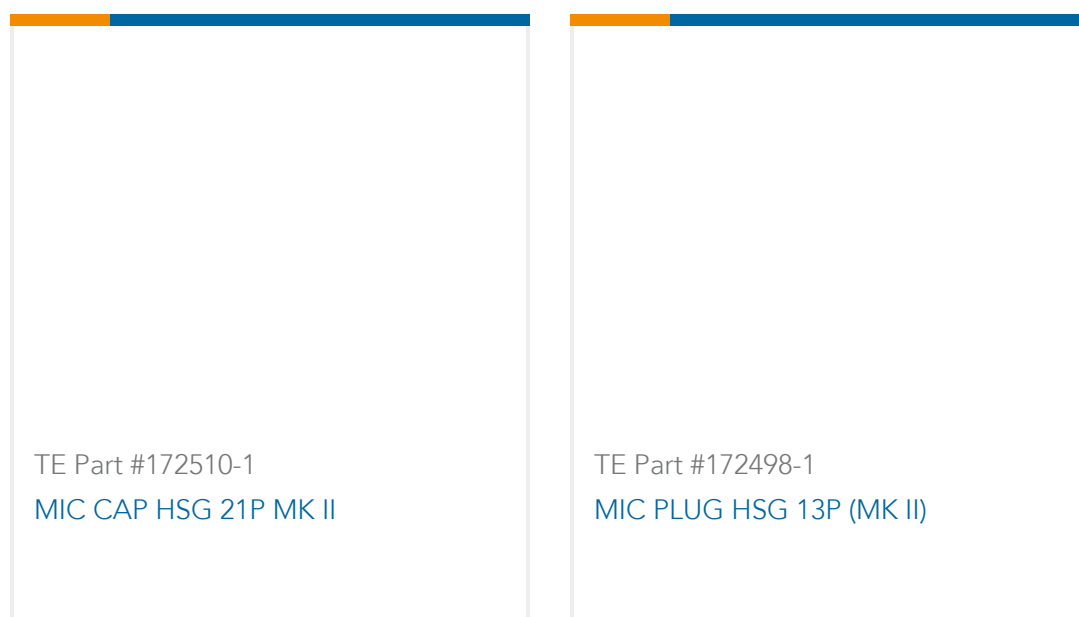 TE Part #172510-1
MIC CAP HSG 21P MK II
TE Part #172498-1
MIC PLUG HSG 13P (MK II)